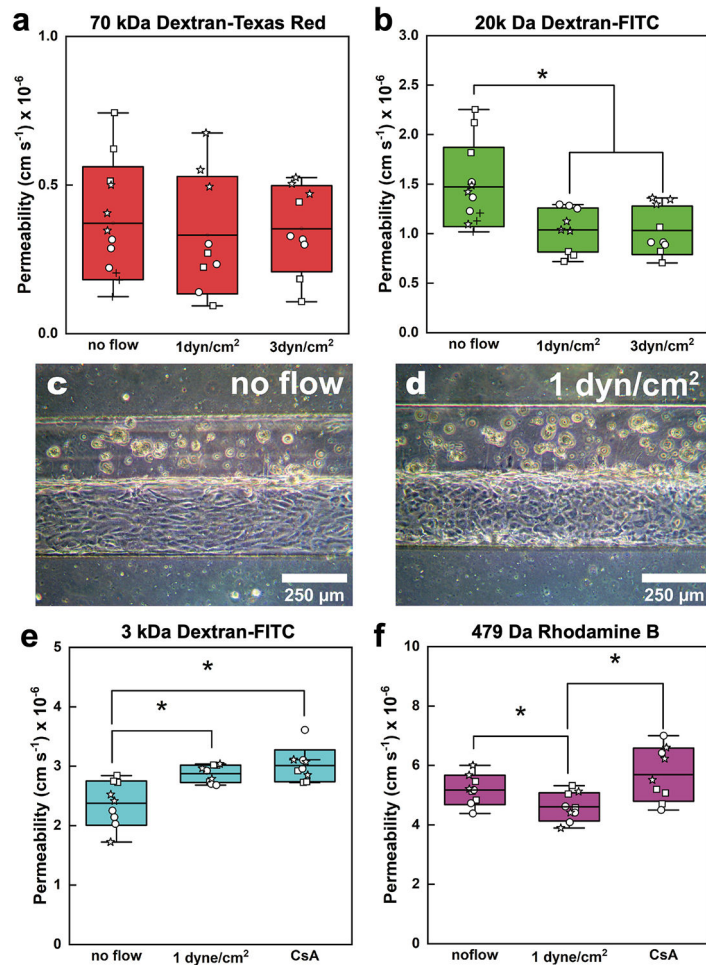 a 70 kDa Dextran-Texas Red
Permeability (cm s⁻¹) x 10⁻⁶
1.0
0.5
0.0
no flow 1dyn/cm² 3dyn/cm²
b 20k Da Dextran-FITC
Permeability (cm s⁻¹) x 10⁻⁶
3.0
2.5
2.0
1.5
1.0
0.5
0.0
*
no flow 1dyn/cm² 3dyn/cm²
c no flow
250 µm
d 1 dyn/cm²
250 µm
e 3 kDa Dextran-FITC
Permeability (cm s⁻¹) x 10⁻⁶
5
4
3
2
1
0
*
*
no flow 1 dyne/cm² CsA
f 479 Da Rhodamine B
Permeability (cm s⁻¹) x 10⁻⁶
10
8
6
4
2
0
*
*
noflow 1 dyne/cm² CsA